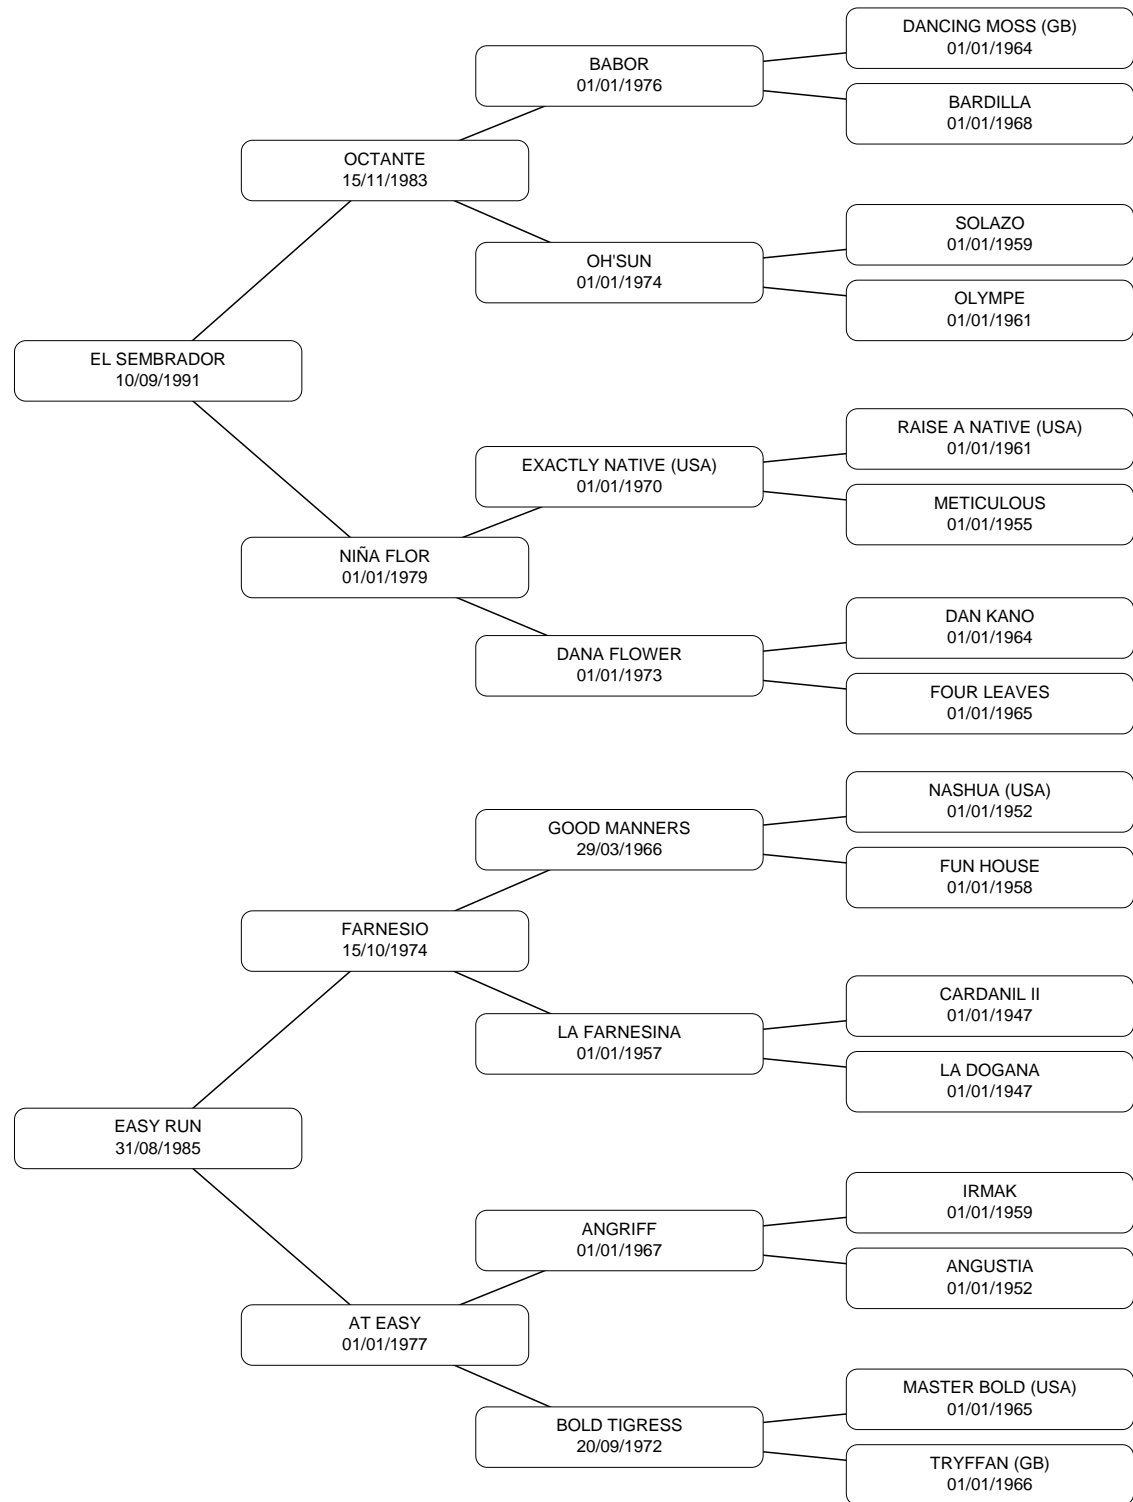 DANCING MOSS (GB)
01/01/1964
BABOR
01/01/1976
BARDILLA
01/01/1968
OCTANTE
15/11/1983
SOLAZO
01/01/1959
OH'SUN
01/01/1974
OLYMPE
01/01/1961
EL SEMBRADOR
10/09/1991
RAISE A NATIVE (USA)
01/01/1961
EXACTLY NATIVE (USA)
01/01/1970
METICULOUS
01/01/1955
NIÑA FLOR
01/01/1979
DAN KANO
01/01/1964
DANA FLOWER
01/01/1973
FOUR LEAVES
01/01/1965
NASHUA (USA)
01/01/1952
GOOD MANNERS
29/03/1966
FUN HOUSE
01/01/1958
FARNESIO
15/10/1974
CARDANIL II
01/01/1947
LA FARNESINA
01/01/1957
LA DOGANA
01/01/1947
EASY RUN
31/08/1985
IRMAK
01/01/1959
ANGRIFF
01/01/1967
ANGUSTIA
01/01/1952
AT EASY
01/01/1977
MASTER BOLD (USA)
01/01/1965
BOLD TIGRESS
20/09/1972
TRYFFAN (GB)
01/01/1966